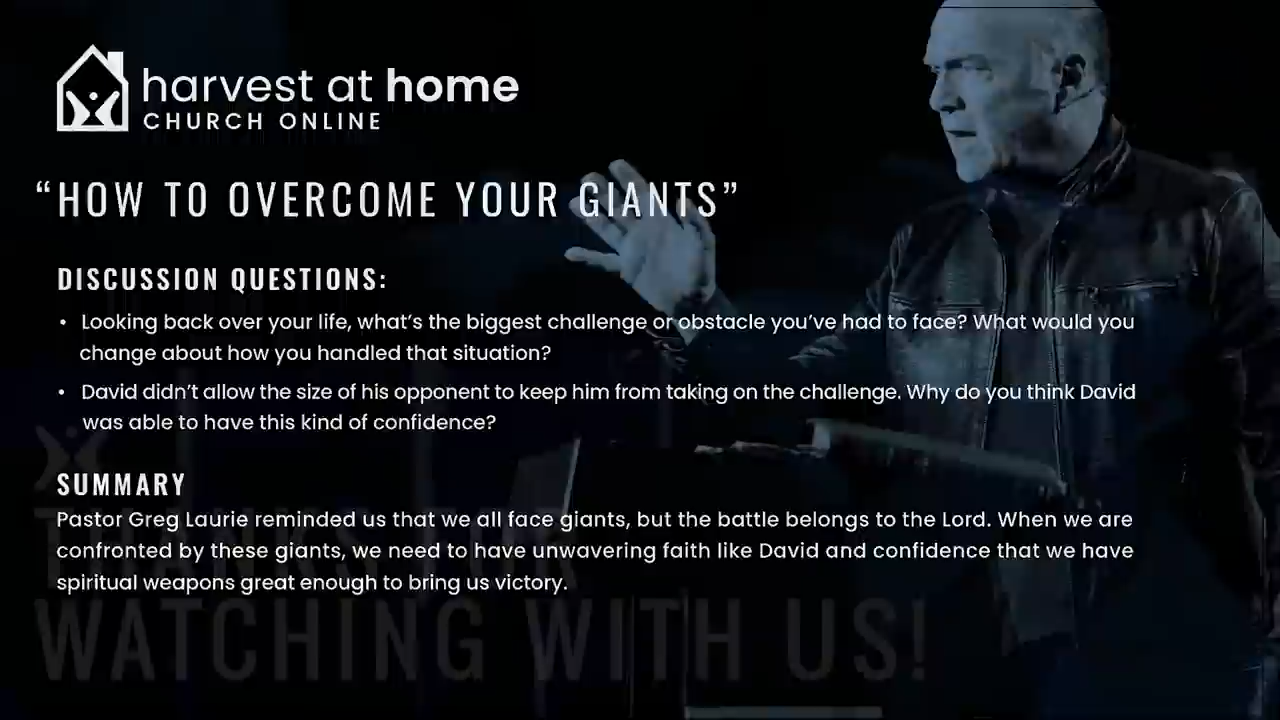 harvest at home
CHURCH ONLINE
“HOW TO OVERCOME YOUR GIANTS”
DISCUSSION QUESTIONS:
• Looking back over your life, what’s the biggest challenge or obstacle you’ve had to face? What would you
change about how you handled that situation?
• David didn’t allow the size of his opponent to keep him from taking on the challenge. Why do you think David
was able to have this kind of confidence?
SUMMARY
Pastor Greg Laurie reminded us that we all face giants, but the battle belongs to the Lord. When we are
confronted by these giants, we need to have unwavering faith like David and confidence that we have
spiritual weapons great enough to bring us victory.
THANKS FOR
WATCHING WITH US!